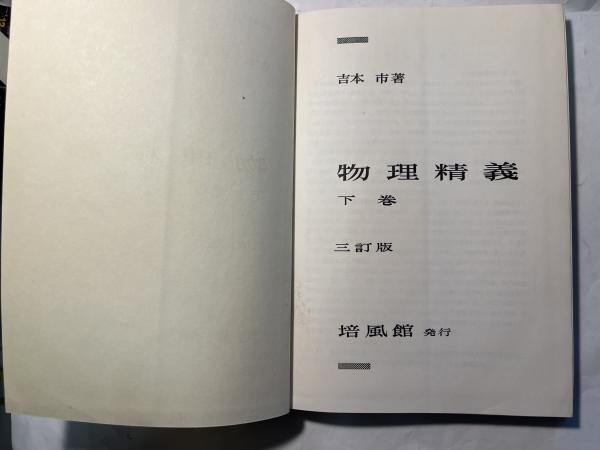 吉本 市著
物理精義
下巻
三訂版
培風館 発行